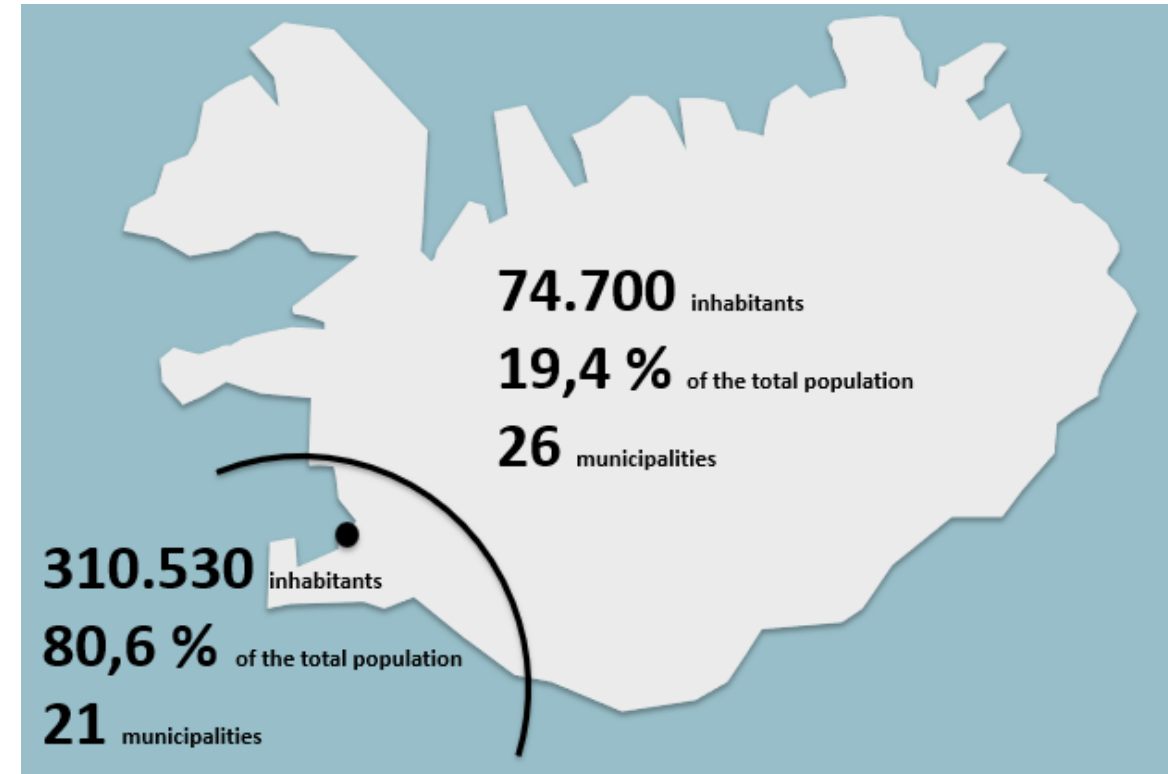 74.700 inhabitants
19,4 % of the total population
26 municipalities
310.530 inhabitants
80,6 % of the total population
21 municipalities